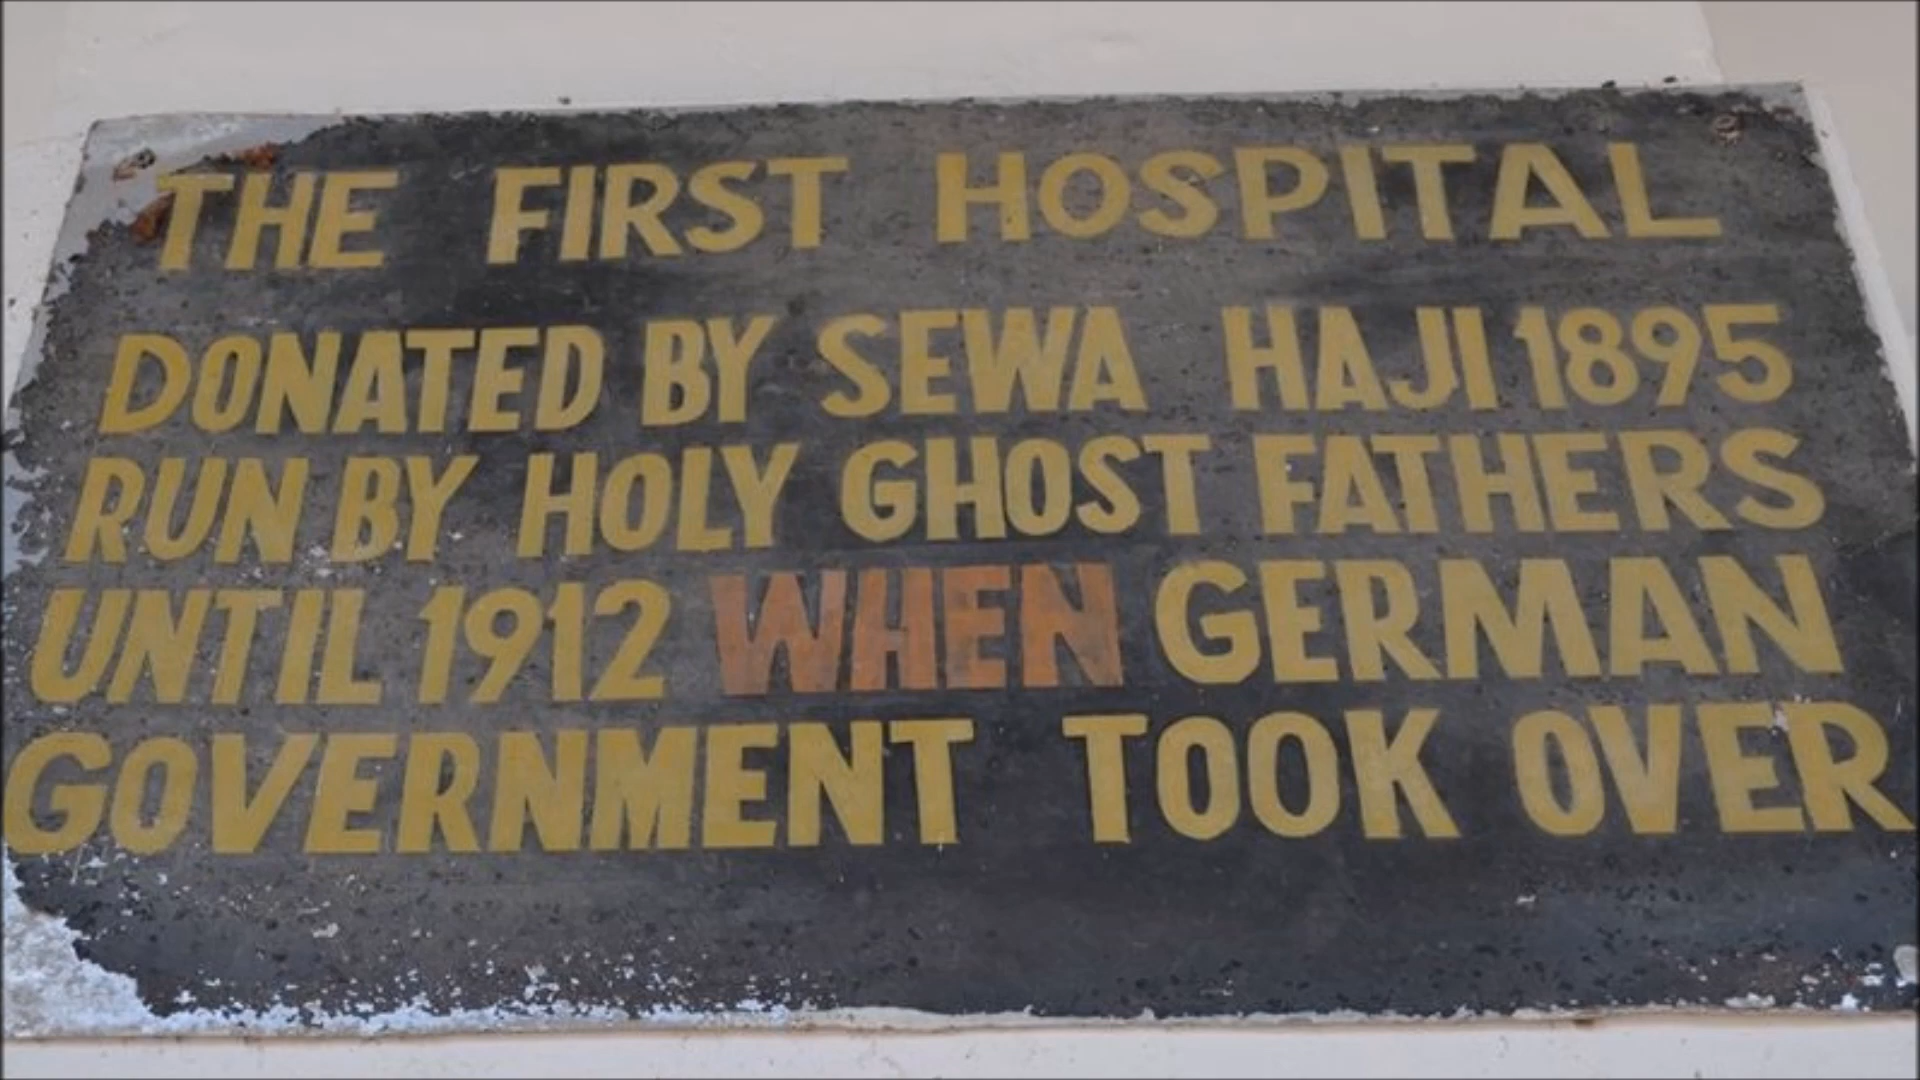 THE FIRST HOSPITAL
DONATED BY SEWA HAJI 1895
RUN BY HOLY GHOST FATHERS
UNTIL 1912 WHEN GERMAN
GOVERNMENT TOOK OVER